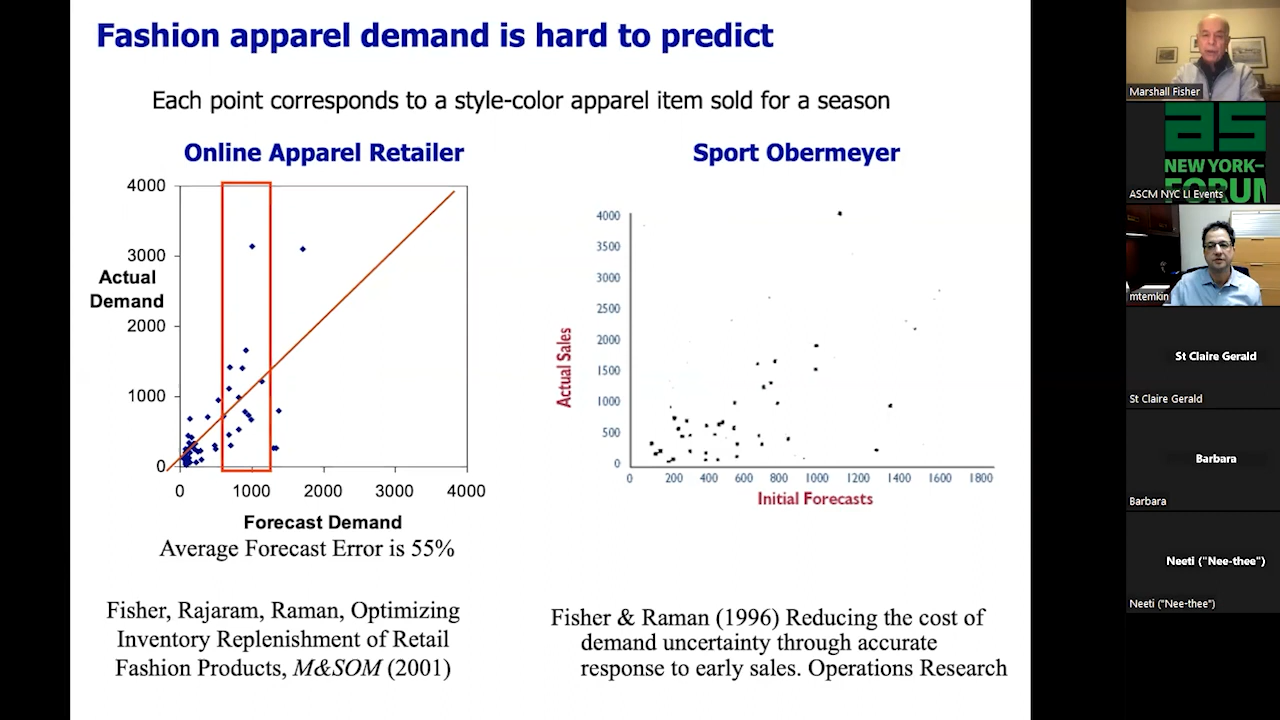 Fashion apparel demand is hard to predict
Each point corresponds to a style-color apparel item sold for a season
Online Apparel Retailer
4000
3000
Actual
Demand
2000
1000
0
0 1000 2000 3000 4000
Forecast Demand
Average Forecast Error is 55%
Fisher, Rajaram, Raman, Optimizing
Inventory Replenishment of Retail
Fashion Products, M&SOM (2001)
Sport Obermeyer
4000
3500
3000
2500
2000
Actual Sales
1500
1000
500
0
0 200 400 600 800 1000 1200 1400 1600 1800
Initial Forecasts
Fisher & Raman (1996) Reducing the cost of
demand uncertainty through accurate
response to early sales. Operations Research
Marshall Fisher
as
NEW YORK-
FORUM
ASCM NYC LI Events
mtemkin
St Claire Gerald
St Claire Gerald
Barbara
Barbara
Neeti ("Nee-thee")
Neeti ("Nee-thee")